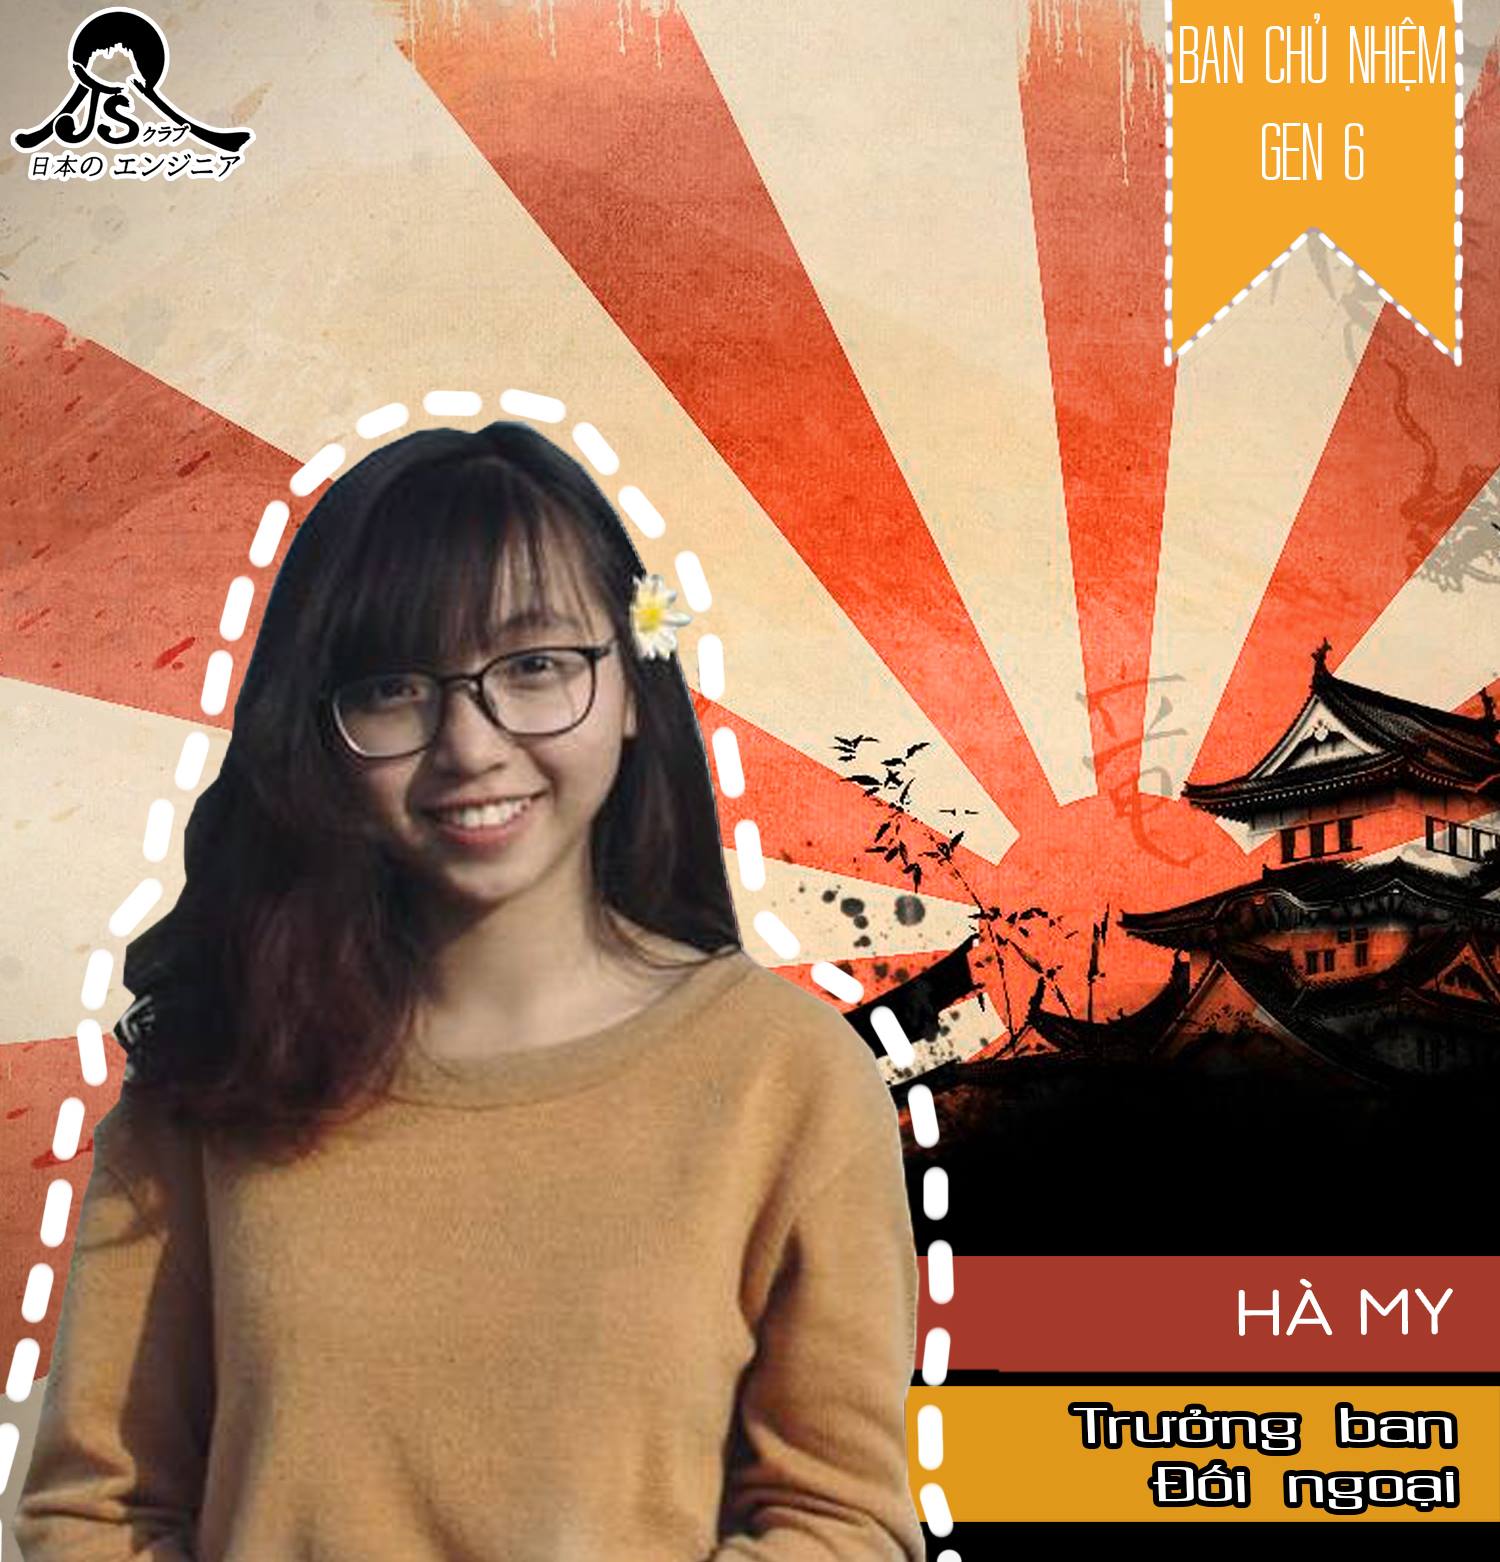 JS クラブ
日本の エンジニア
BAN CHỦ NHIỆM
GEN 6
竜
HÀ MY
Trưởng ban
Đối ngoại